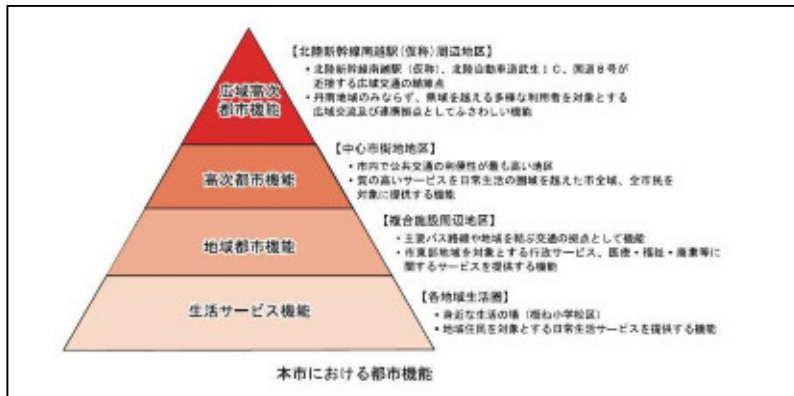 広域高次
都市機能
【北陸新幹線南越駅(仮称)周辺地区】
・北陸新幹線南越駅(仮称)、北陸自動車道武生IC、国道8号が
近接する広域交通の結節点
・丹南地域のみならず、県域を越える多様な利用者を対象とする
広域交流及び連携拠点としてふさわしい機能
高次都市機能
【中心市街地地区】
・市内で公共交通の利便性が最も高い地区
・質の高いサービスを日常生活の圏域を越えた市全域、全市民を
対象に提供する機能
地域都市機能
【複合施設周辺地区】
・主要バス路線や地域を結ぶ交通の拠点として機能
・市東部地域を対象とする行政サービス、医療・福祉・商業等に
関するサービスを提供する機能
生活サービス機能
【各地域生活圏】
・身近な生活の場(概ね小学校区)
・地域住民を対象とする日常生活サービスを提供する機能
本市における都市機能